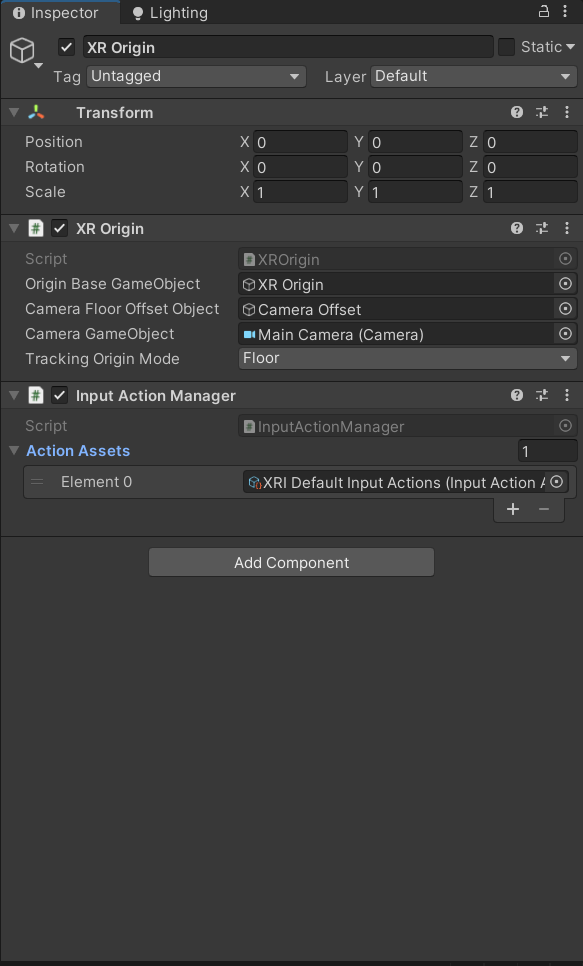 Inspector Lighting
XR Origin Static
Tag Untagged Layer Default
Transform
Position X 0 Y 0 Z 0
Rotation X 0 Y 0 Z 0
Scale X 1 Y 1 Z 1
# XR Origin
Script # XROrigin
Origin Base GameObject XR Origin
Camera Floor Offset Object Camera Offset
Camera GameObject Main Camera (Camera)
Tracking Origin Mode Floor
# Input Action Manager
Script # InputActionManager
Action Assets 1
Element 0 XRI Default Input Actions (Input Action A
+ −
Add Component